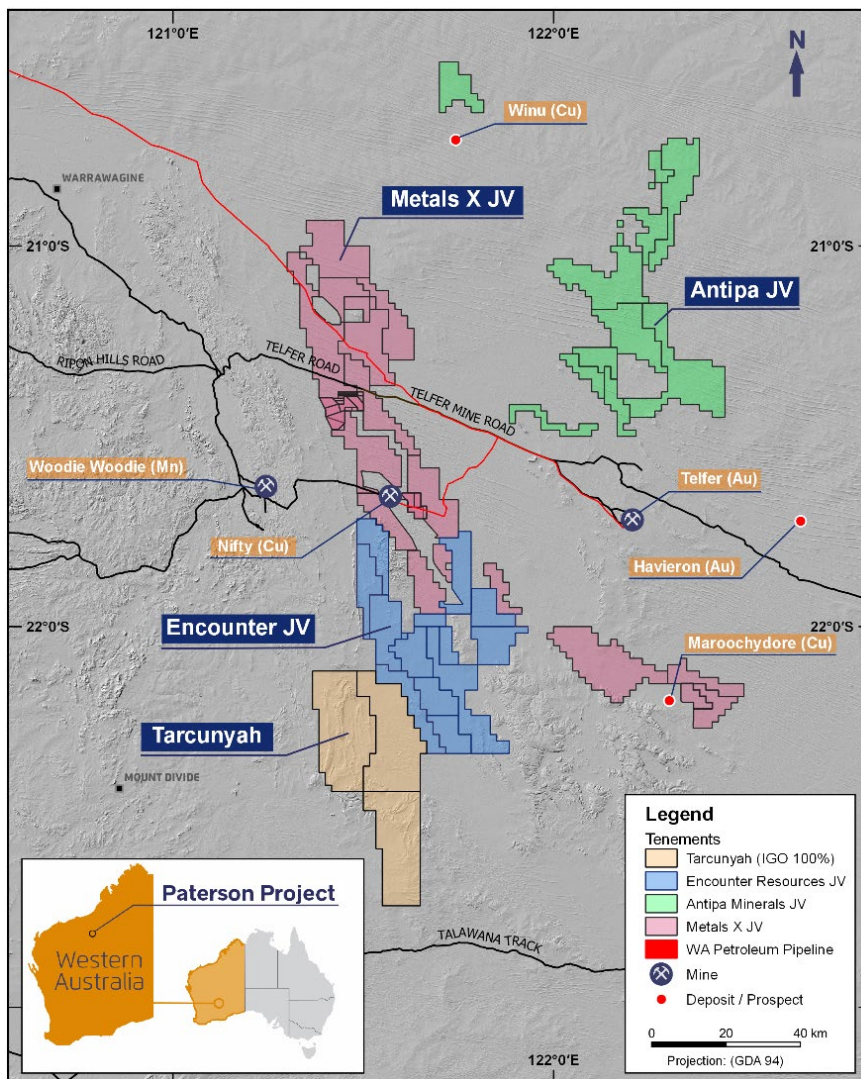 121°0'E
122°0'E
N
Winu (Cu)
WARRAWAGINE
Metals X JV
21°0'S
21°0'S
Antipa JV
RIPON HILLS ROAD
TELFER ROAD
TELFER MINE ROAD
Woodie Woodie (Mn)
Telfer (Au)
Nifty (Cu)
Havieron (Au)
Encounter JV
22°0'S
22°0'S
Maroochydore (Cu)
Tarcunyah
MOUNT DIVIDE
Legend
Tenements
Tarcunyah (IGO 100%)
Encounter Resources JV
Antipa Minerals JV
Metals X JV
WA Petroleum Pipeline
Mine
Deposit / Prospect
0 20 40 km
Projection: (GDA 94)
Paterson Project
Western
Australia
TALAWANA TRACK
122°0'E